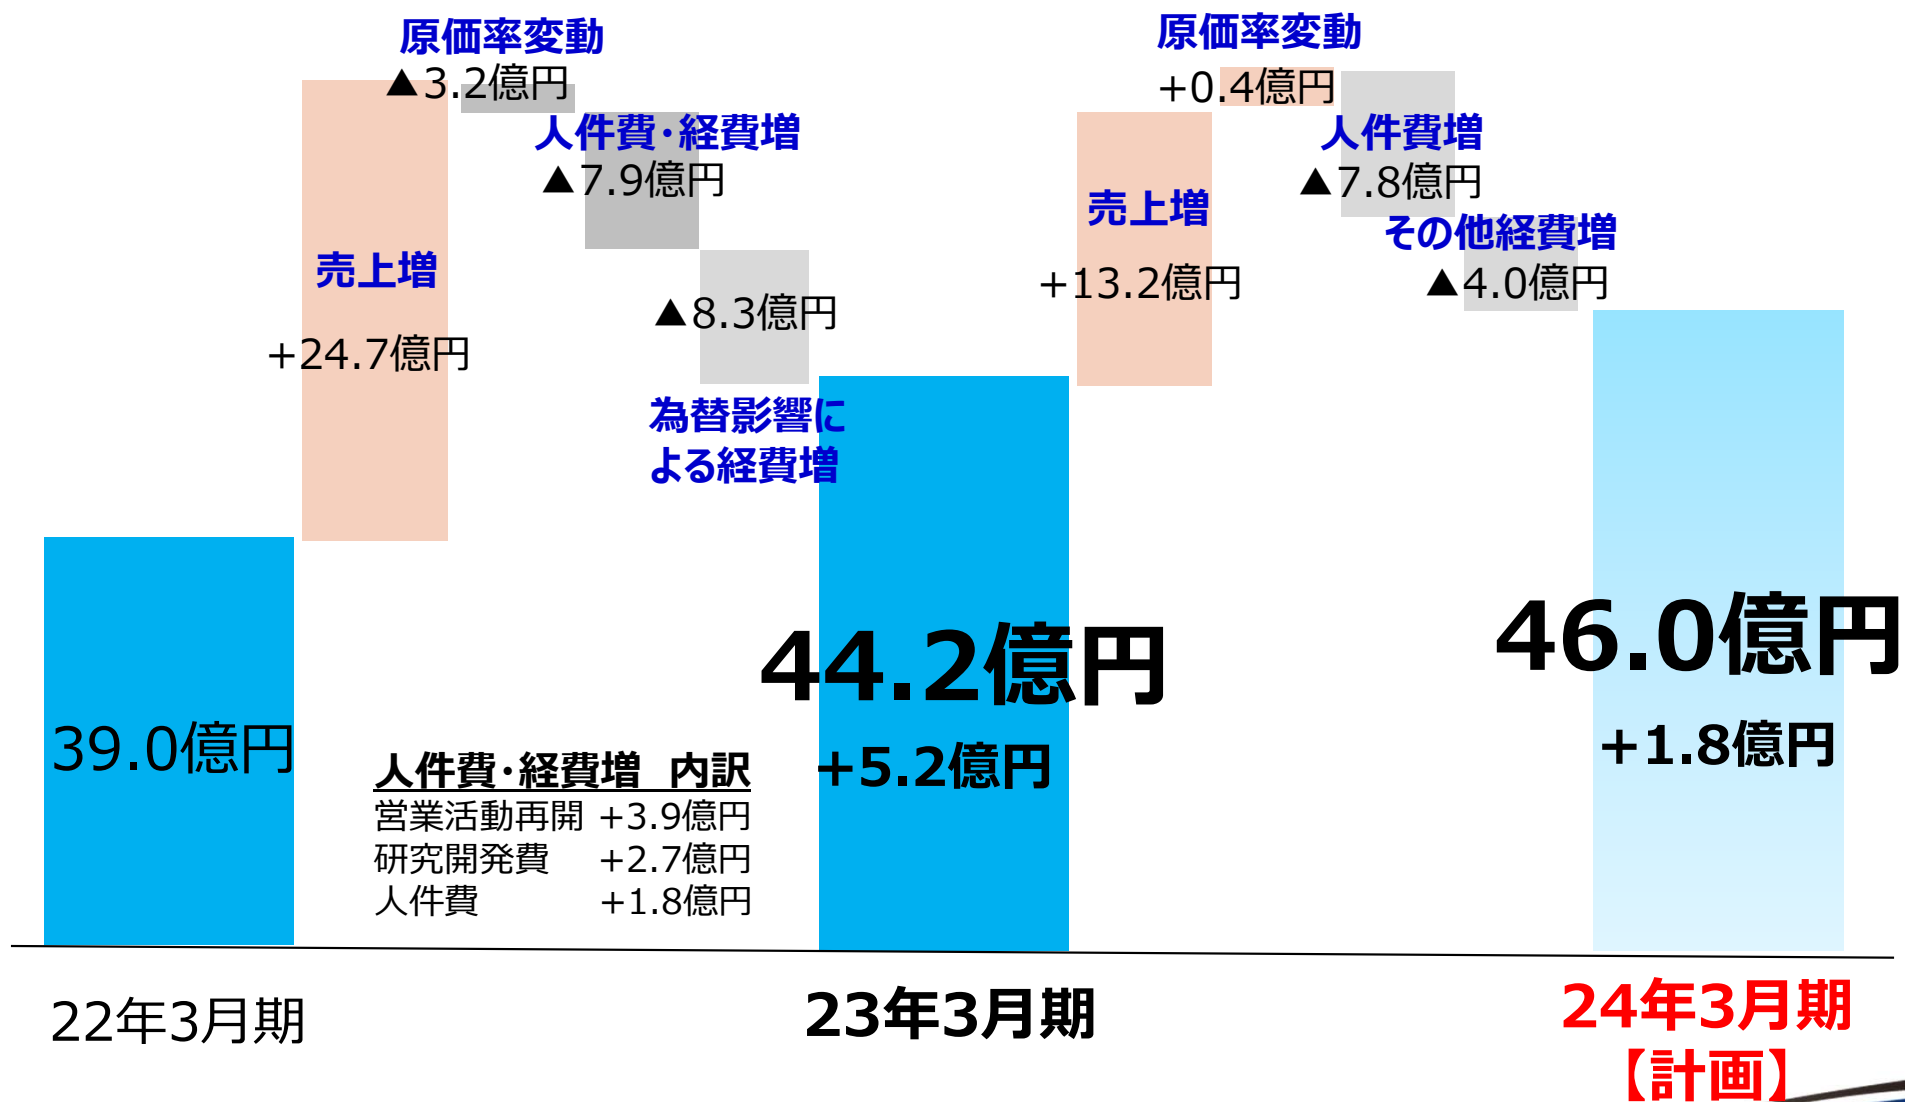 原価率変動
▲3.2億円
人件費・経費増
▲7.9億円
売上増
+24.7億円
▲8.3億円
為替影響に
よる経費増
原価率変動
+0.4億円
人件費増
▲7.8億円
売上増
+13.2億円
その他経費増
▲4.0億円
39.0億円
44.2億円
+5.2億円
46.0億円
+1.8億円
人件費・経費増 内訳
営業活動再開 +3.9億円
研究開発費 +2.7億円
人件費 +1.8億円
22年3月期
23年3月期
24年3月期
【計画】